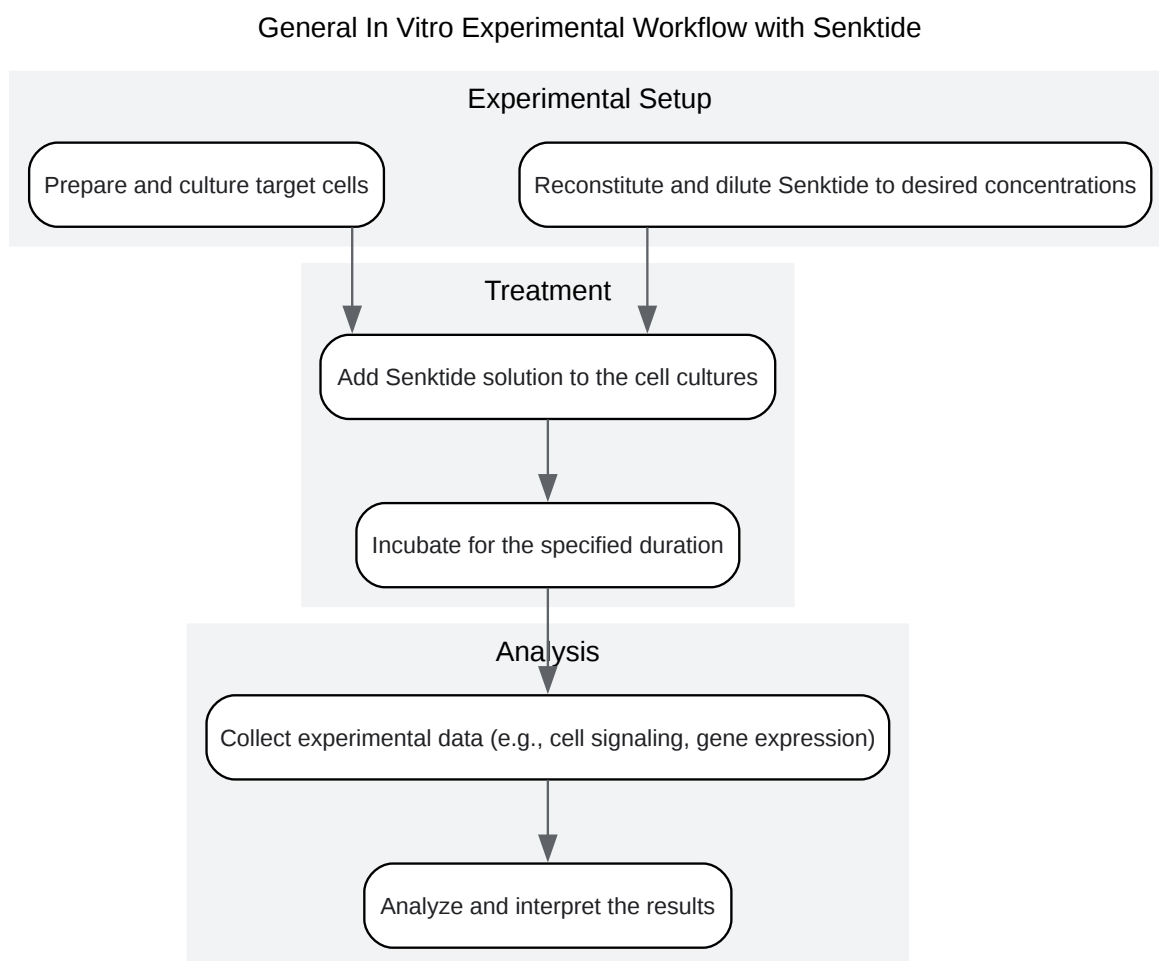 General In Vitro Experimental Workflow with Senktide
Experimental Setup
Prepare and culture target cells
Reconstitute and dilute Senktide to desired concentrations
Treatment
Add Senktide solution to the cell cultures
Incubate for the specified duration
Analysis
Collect experimental data (e.g., cell signaling, gene expression)
Analyze and interpret the results